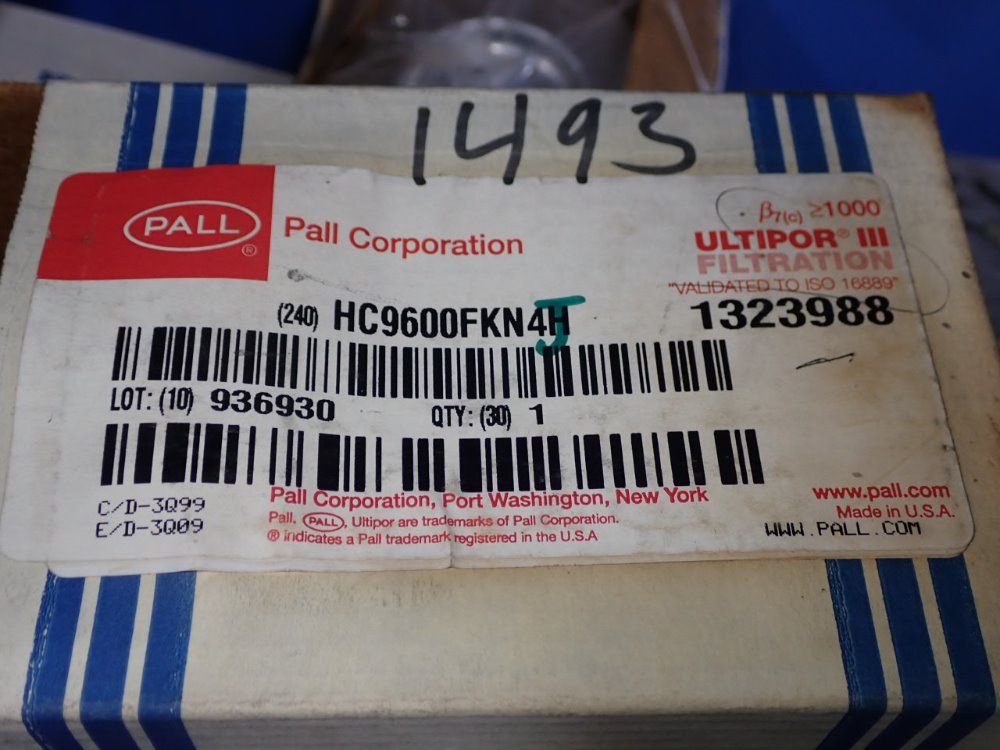 1493
PALL®
Pall Corporation
β7(c) ≥1000
ULTIPOR® III
FILTRATION
"VALIDATED TO ISO 16889"
(240) HC9600FKN4H
J
1323988
LOT: (10) 936930 QTY: (30) 1
C/D-3Q99
E/D-3Q09
Pall Corporation, Port Washington, New York
Pall, PALL, Ultipor are trademarks of Pall Corporation.
® indicates a Pall trademark registered in the U.S.A
www.pall.com
Made in U.S.A.
WWW.PALL.COM